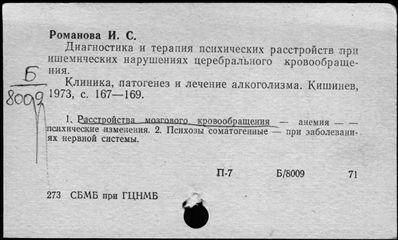 Романова И. С.
Диагностика и терапия психических расстройств при
ишемических нарушениях церебрального кровообраще-
ния.
Б
8009
Клиника, патогенез и лечение алкоголизма. Кишинев,
1973, с. 167—169.
1. Расстройства мозгового кровообращения — анемия — —
психические изменения. 2. Психозы соматогенные — при заболевани-
ях нервной системы.
П-7 Б/8009 71
273 СБМБ при ГЦНМБ